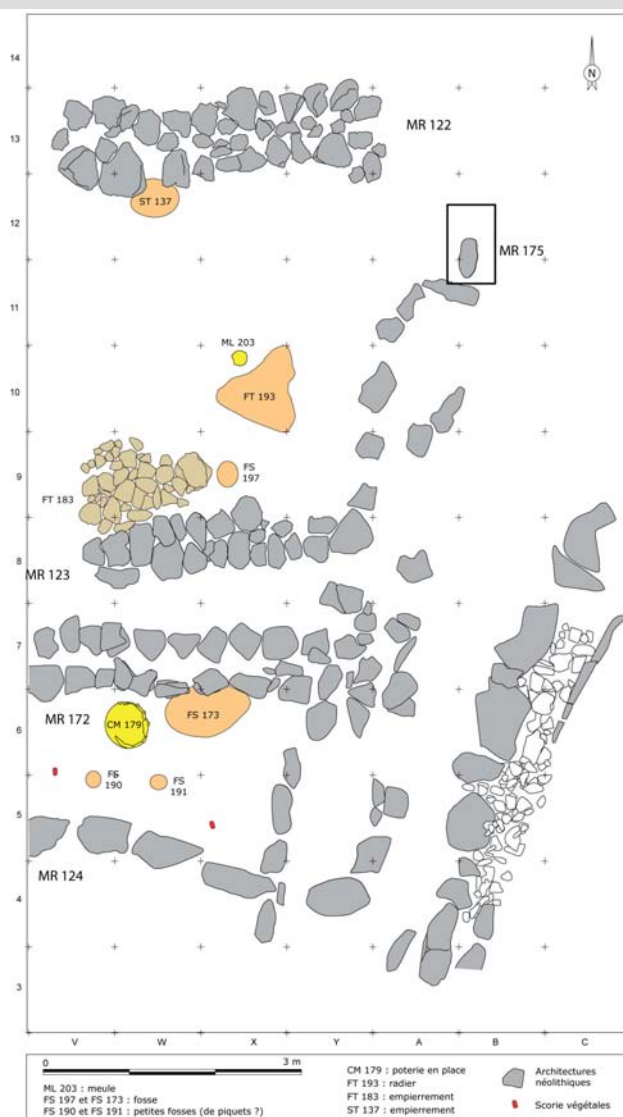 14
N
13
MR 122
ST 137
12
MR 175
11
ML 203
10
FT 193
9
FS
197
FT 183
8
MR 123
7
FS 173
CM 179
MR 172
6
FS
190
FS
191
5
MR 124
4
3
V W X Y A B C
0 3 m
ML 203 : meule
FS 197 et FS 173 : fosse
FS 190 et FS 191 : petites fosses (de piquets ?)
CM 179 : poterie en place
FT 193 : radier
FT 183 : empierrement
ST 137 : empierrement
Architectures
néolithiques
Scorie végétales